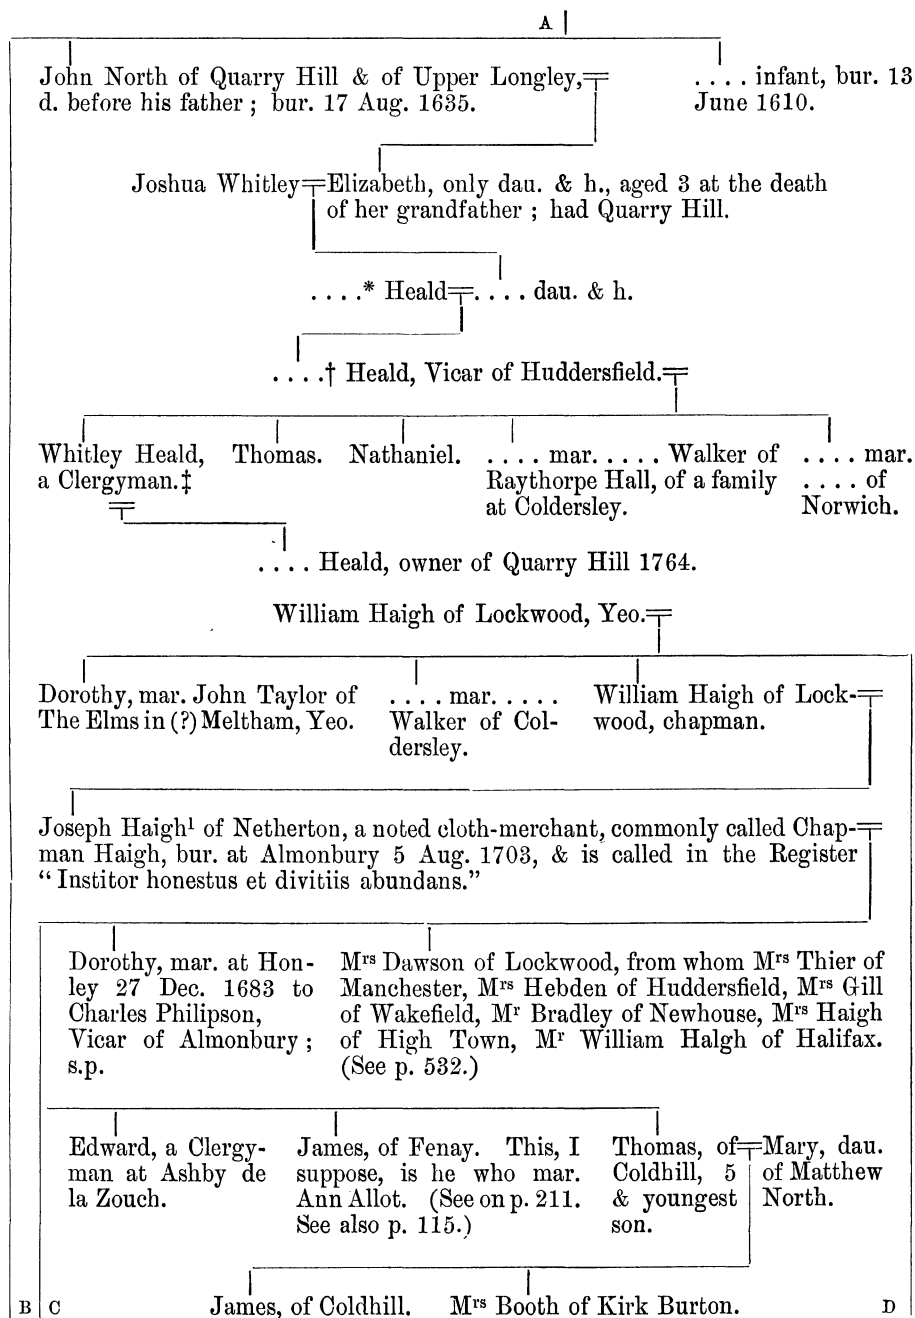 A
John North of Quarry Hill & of Upper Longley,
d. before his father ; bur. 17 Aug. 1635.
. . . . infant, bur. 13
June 1610.
Joshua Whitley
Elizabeth, only dau. & h., aged 3 at the death
of her grandfather ; had Quarry Hill.
. . . .* Heald
. . . . dau. & h.
. . . .† Heald, Vicar of Huddersfield.
Whitley Heald,
a Clergyman.‡
Thomas.
Nathaniel.
. . . . mar. . . . . Walker of
Raythorpe Hall, of a family
at Coldersley.
. . . . mar.
. . . . of
Norwich.
. . . . Heald, owner of Quarry Hill 1764.
William Haigh of Lockwood, Yeo.
Dorothy, mar. John Taylor of
The Elms in (?) Meltham, Yeo.
. . . . mar. . . . .
Walker of Col-
dersley.
William Haigh of Lock-
wood, chapman.
Joseph Haigh¹ of Netherton, a noted cloth-merchant, commonly called Chap-
man Haigh, bur. at Almonbury 5 Aug. 1703, & is called in the Register
“Institor honestus et divitiis abundans.”
Dorothy, mar. at Hon-
ley 27 Dec. 1683 to
Charles Philipson,
Vicar of Almonbury ;
s.p.
Mrs Dawson of Lockwood, from whom Mrs Thier of
Manchester, Mrs Hebden of Huddersfield, Mrs Gill
of Wakefield, Mr Bradley of Newhouse, Mrs Haigh
of High Town, Mr William Halgh of Halifax.
(See p. 532.)
Edward, a Clergy-
man at Ashby de
la Zouch.
James, of Fenay. This, I
suppose, is he who mar.
Ann Allot. (See on p. 211.
See also p. 115.)
Thomas, of
Coldhill, 5
& youngest
son.
Mary, dau.
of Matthew
North.
B C
James, of Coldhill.
Mrs Booth of Kirk Burton.
D